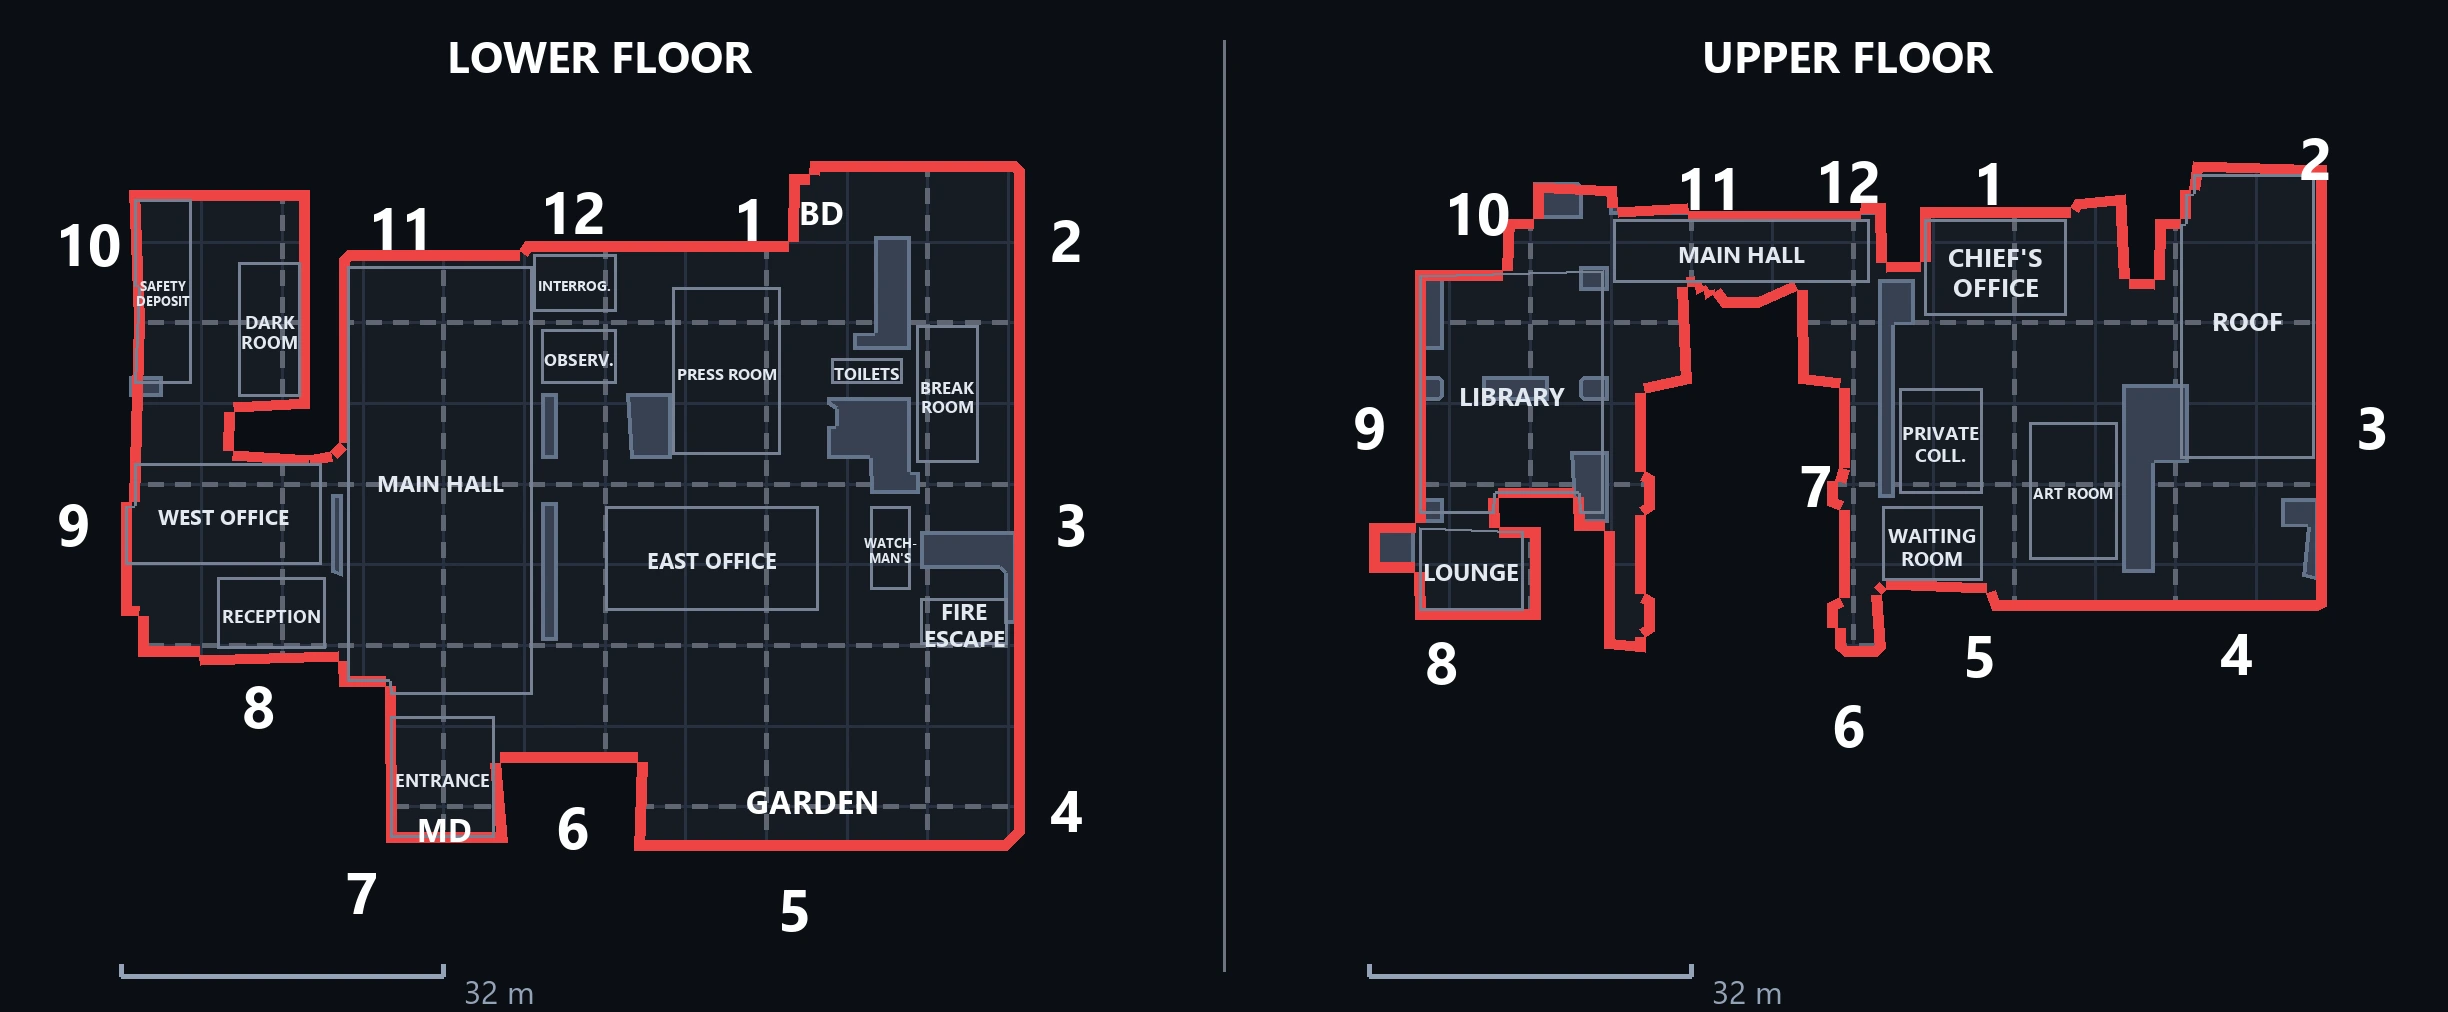 LOWER FLOOR
BD
10
11
12
1
2
SAFETY
DEPOSIT
DARK
ROOM
INTERROG.
OBSERV.
PRESS ROOM
TOILETS
BREAK
ROOM
MAIN HALL
9
WEST OFFICE
EAST OFFICE
WATCH-
MAN'S
3
RECEPTION
FIRE
ESCAPE
8
ENTRANCE
MD
GARDEN
6
4
7
5
32 m
UPPER FLOOR
10
11
12
1
2
MAIN HALL
CHIEF'S
OFFICE
ROOF
LIBRARY
9
PRIVATE
COLL.
3
7
ART ROOM
WAITING
ROOM
LOUNGE
8
5
4
6
32 m